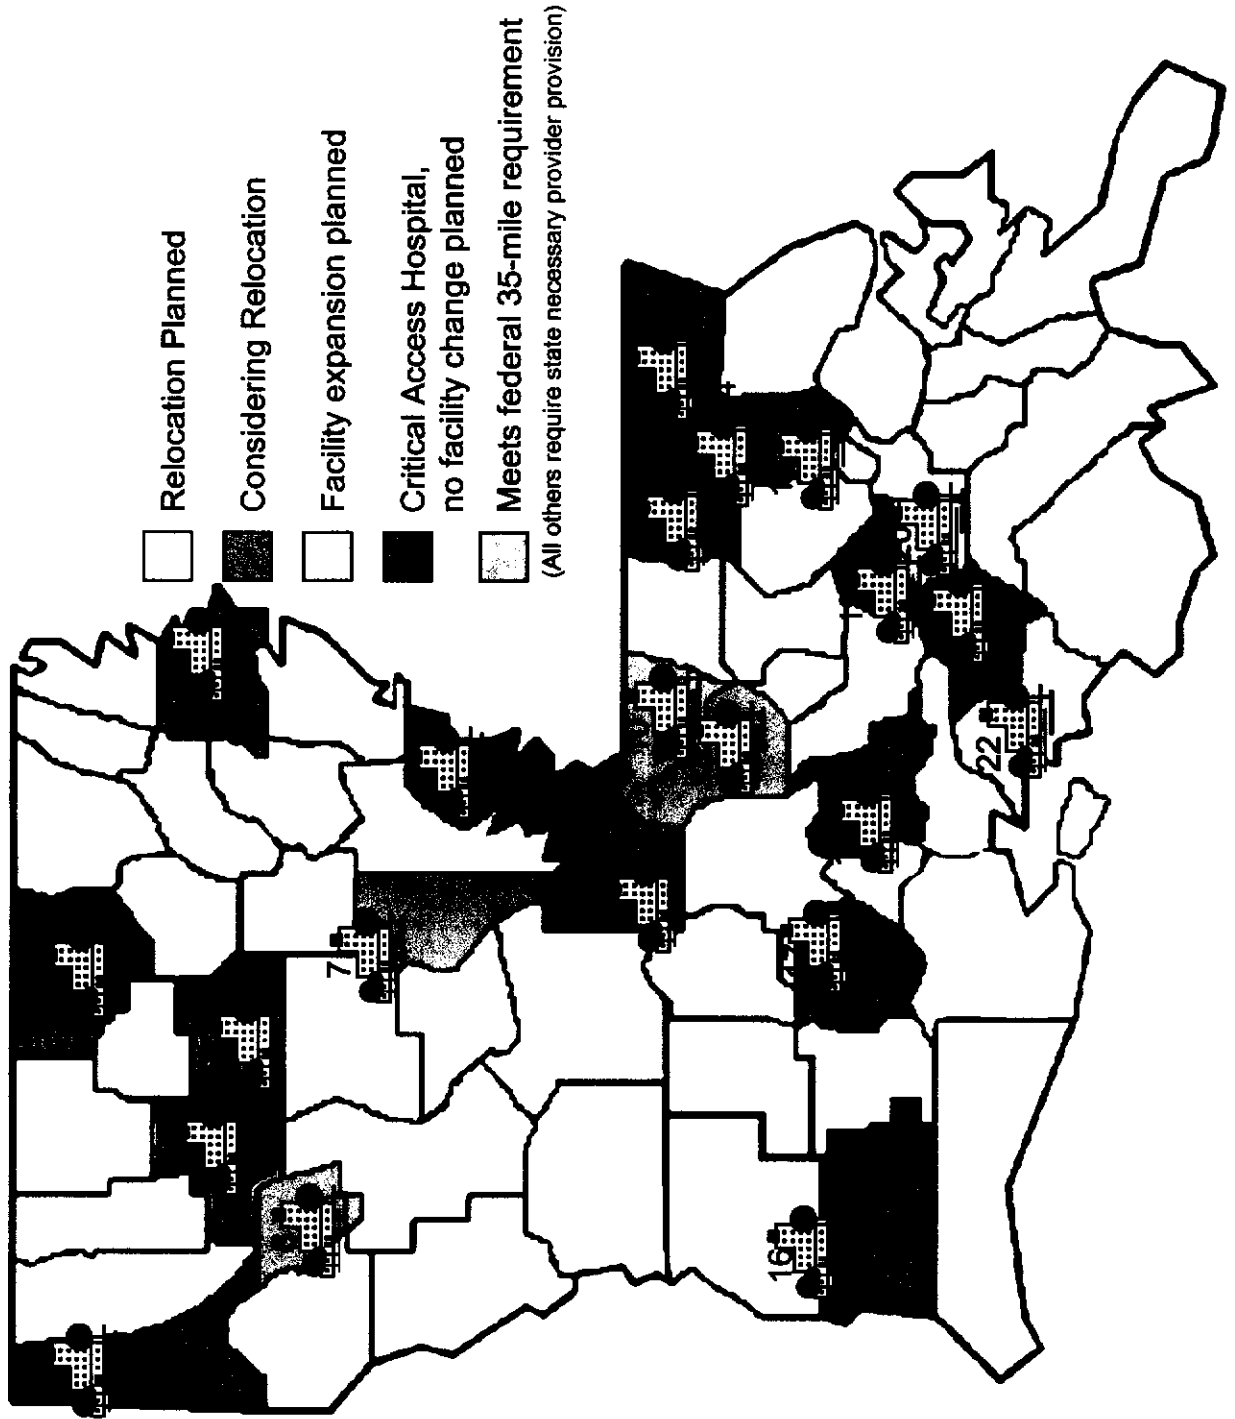 Relocation Planned
Considering Relocation
Facility expansion planned
Critical Access Hospital,
no facility change planned
Meets federal 35-mile requirement
(All others require state necessary provider provision)
7
16
22